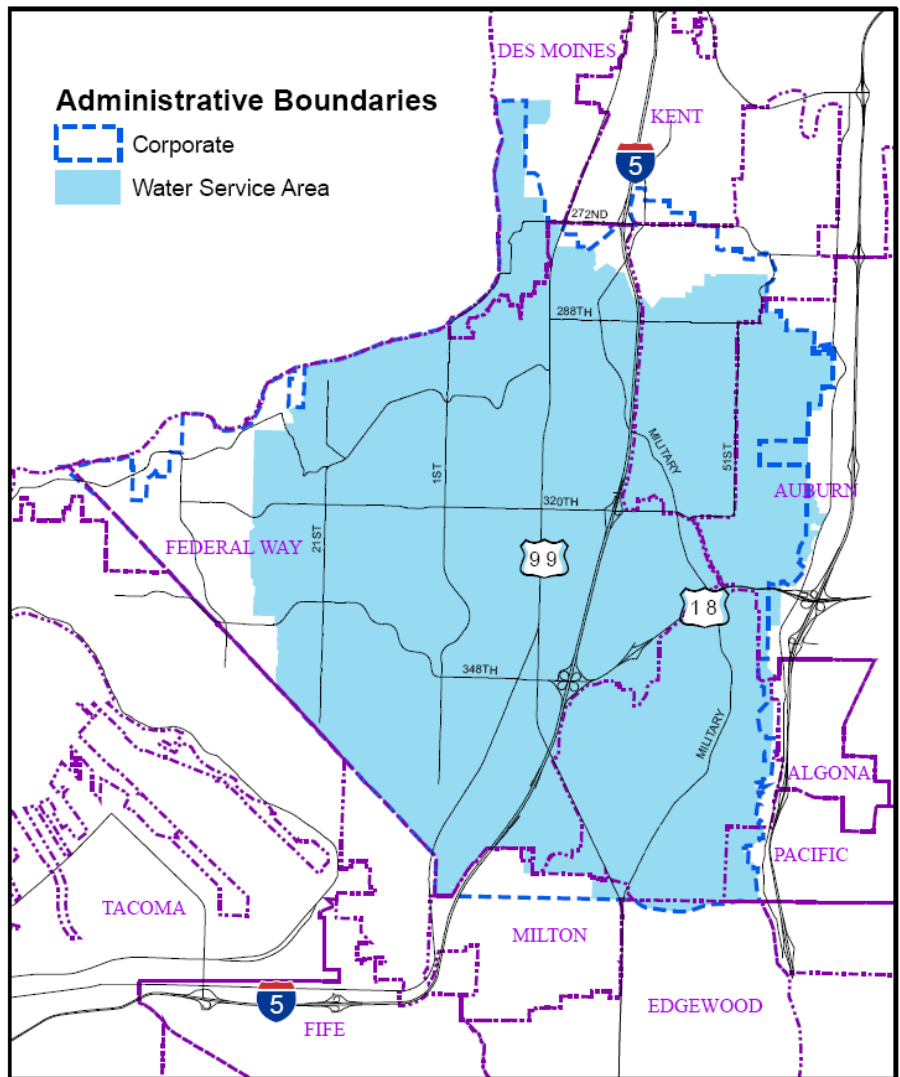 DES MOINES
Administrative Boundaries
Corporate
KENT
5
Water Service Area
272ND
288TH
MILITARY
51ST
1ST
AUBURN
320TH
21ST
FEDERAL WAY
99
18
348TH
MILITARY
ALGONA
PACIFIC
TACOMA
MILTON
5
EDGEWOOD
FIFE